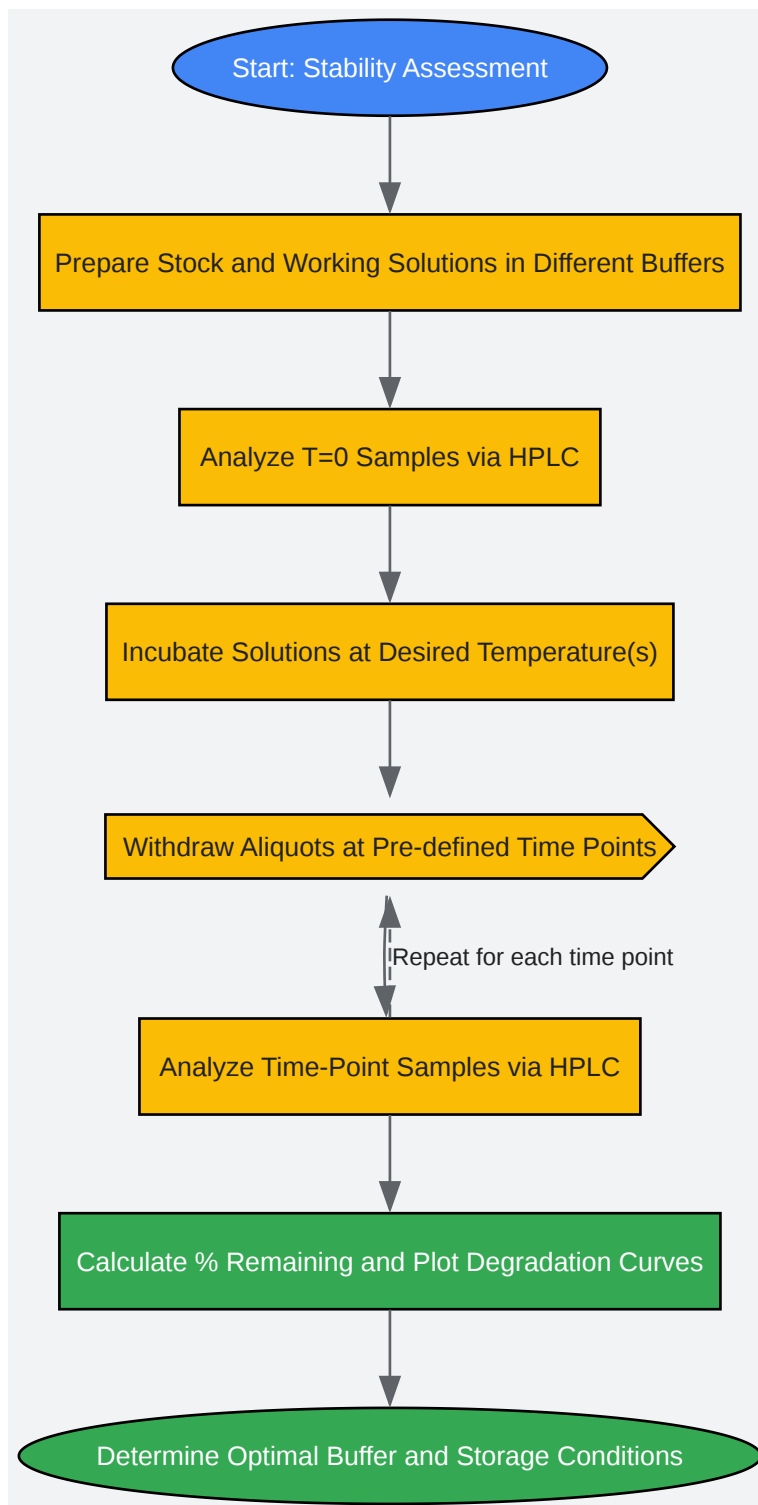 Start: Stability Assessment
Prepare Stock and Working Solutions in Different Buffers
Analyze T=0 Samples via HPLC
Incubate Solutions at Desired Temperature(s)
Withdraw Aliquots at Pre-defined Time Points
Repeat for each time point
Analyze Time-Point Samples via HPLC
Calculate % Remaining and Plot Degradation Curves
Determine Optimal Buffer and Storage Conditions